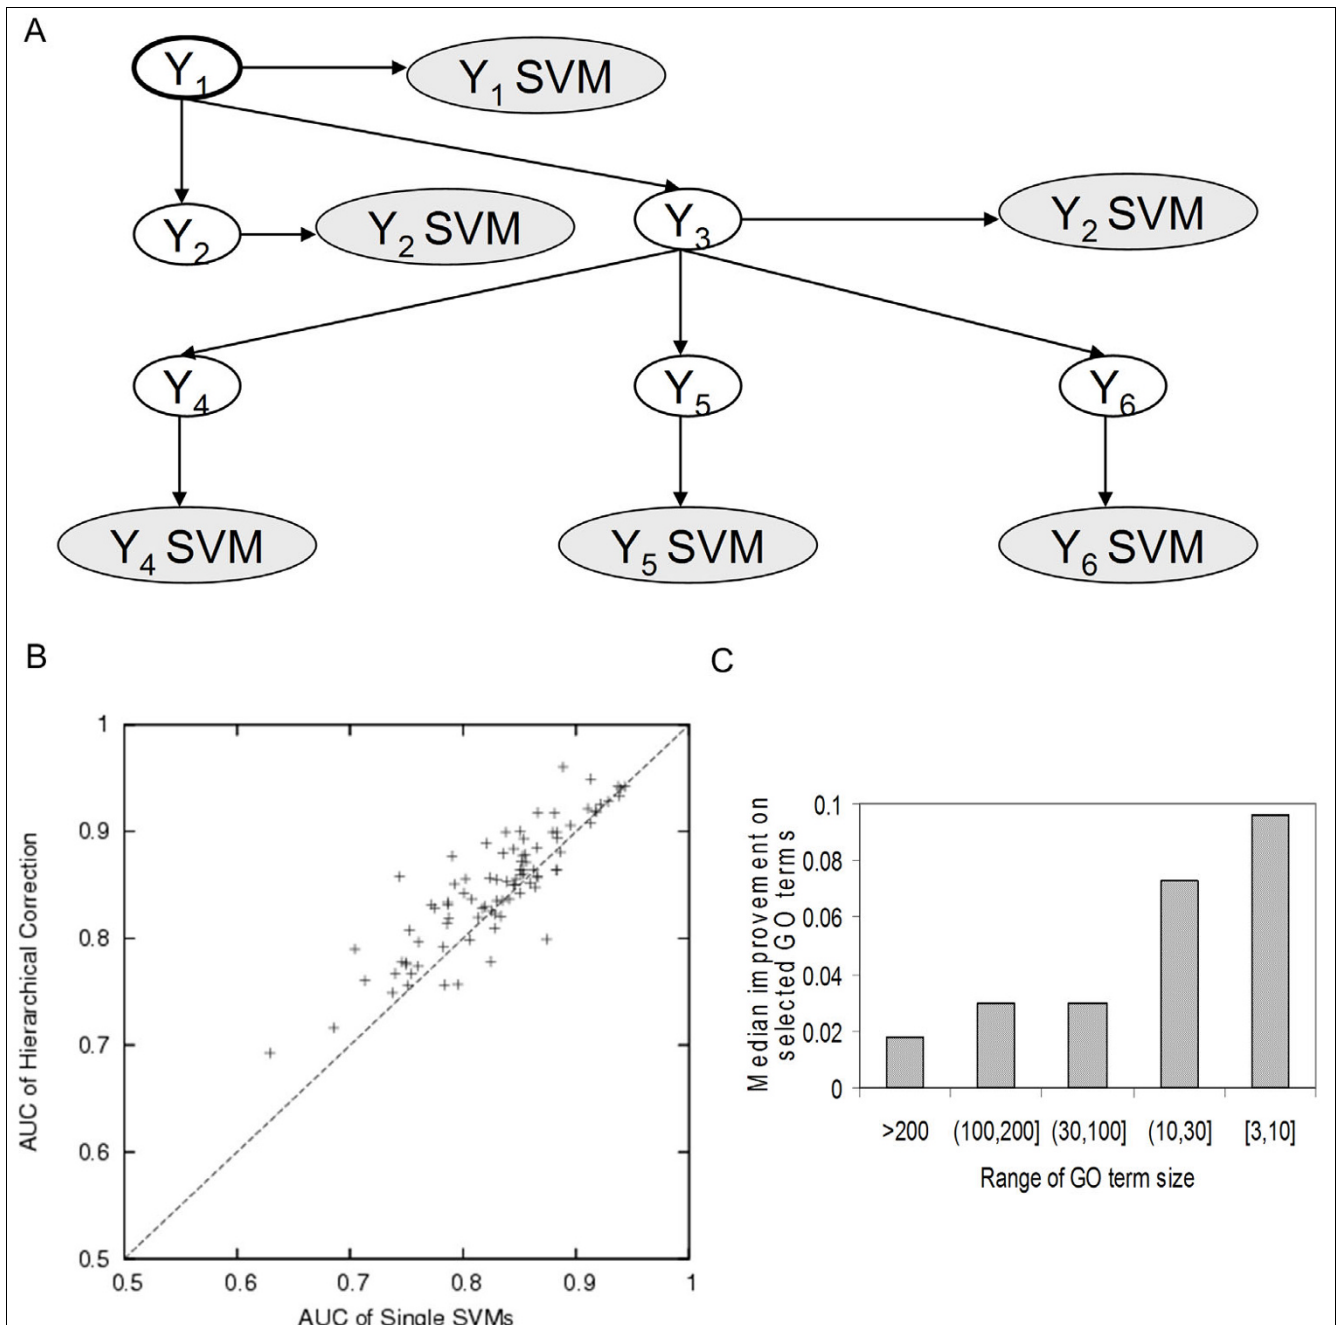 A
Y1
Y1 SVM
Y2
Y2 SVM
Y3
Y2 SVM
Y4
Y5
Y6
Y4 SVM
Y5 SVM
Y6 SVM
B
C
AUC of Hierarchical Correction
1
0.9
0.8
0.7
0.6
0.5
0.5
0.6
0.7
0.8
0.9
1
AUC of Single SVMs
Median improvement on
selected GO terms
0.1
0.08
0.06
0.04
0.02
0
>200
(100,200]
(30,100]
(10,30]
[3,10]
Range of GO term size